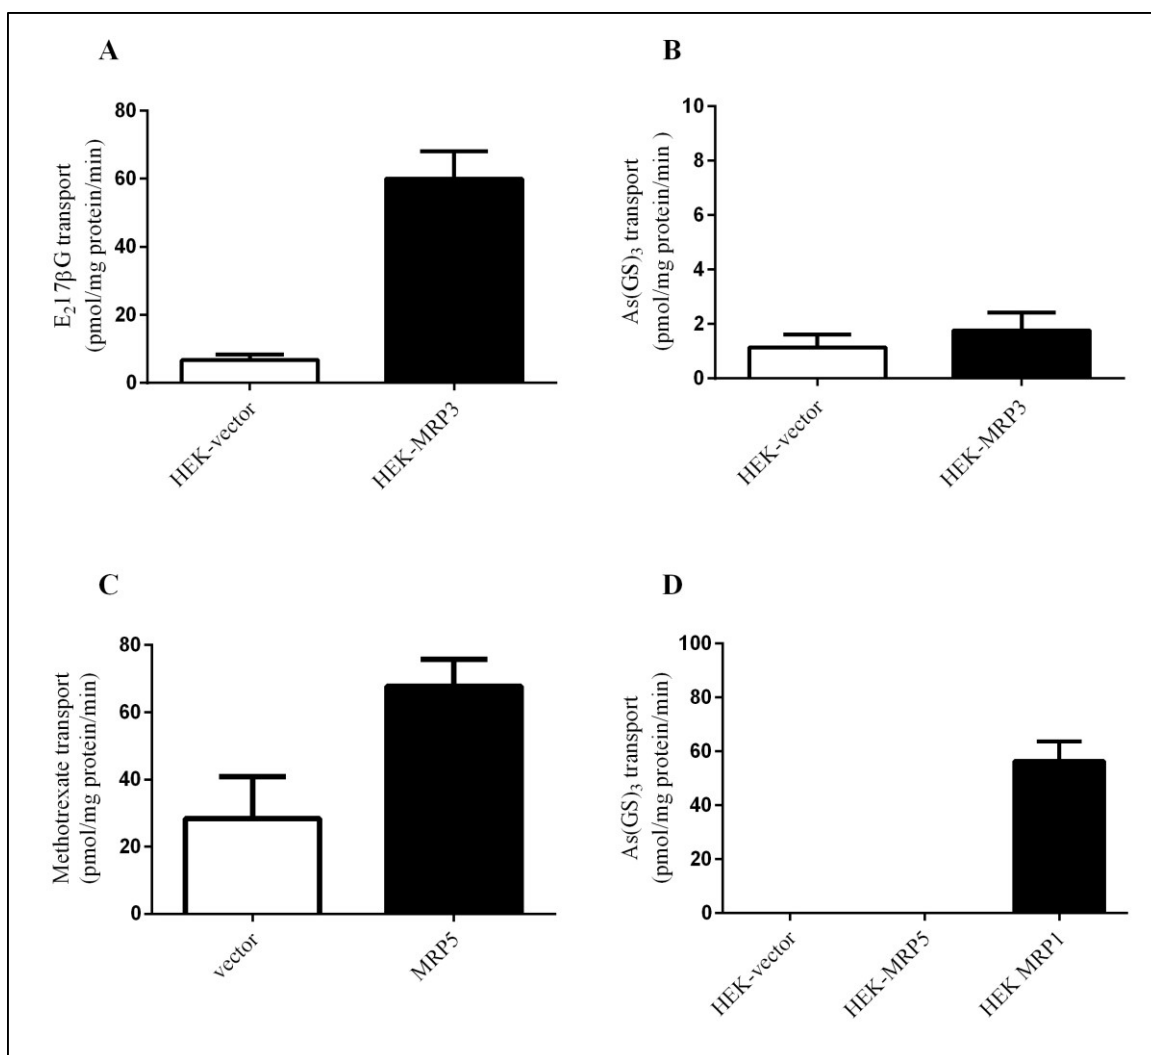 A
E₂17βG transport
(pmol/mg protein/min)
80
60
40
20
0
HEK-vector
HEK-MRP3
B
As(GS)₃ transport
(pmol/mg protein/min )
10
8
6
4
2
0
HEK-vector
HEK-MRP3
C
Methotrexate transport
(pmol/mg protein/min)
80
60
40
20
0
vector
MRP5
D
As(GS)₃ transport
(pmol/mg protein/min)
100
80
60
40
20
0
HEK-vector
HEK-MRP5
HEK MRP1